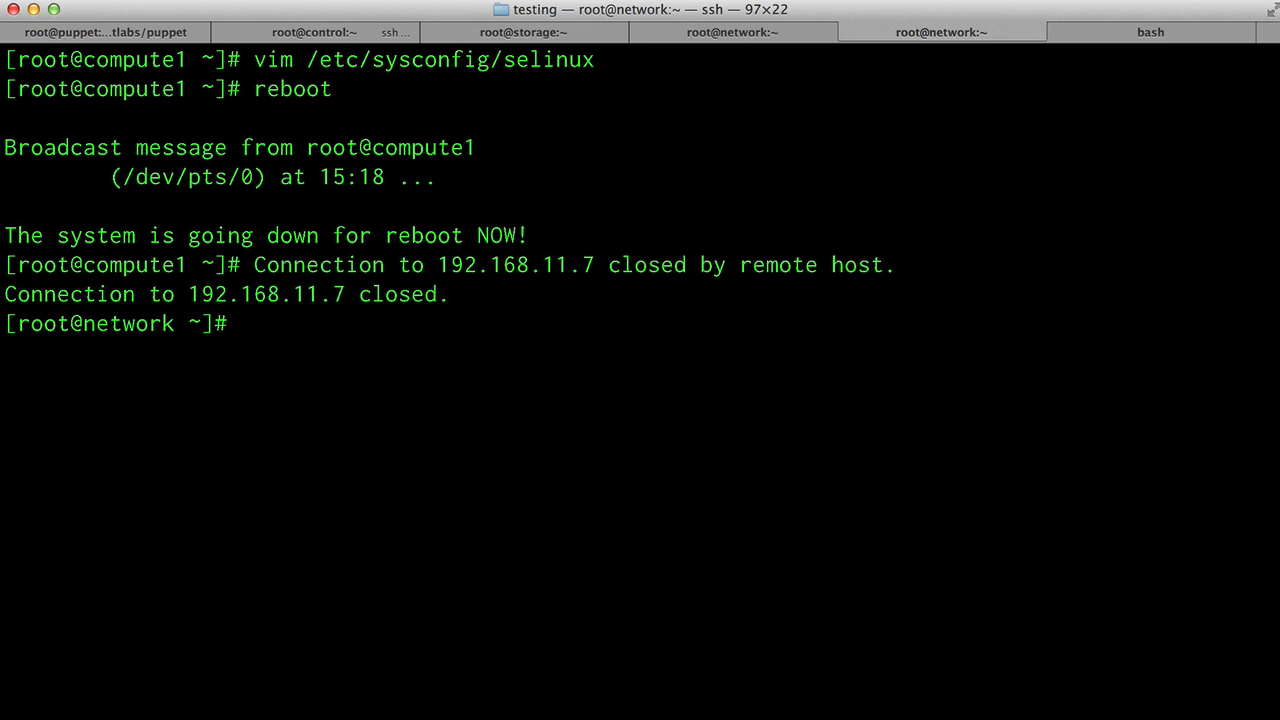 testing — root@network:~ — ssh — 97×22
root@puppet:...tlabs/puppet root@control:~ ssh ... root@storage:~ root@network:~ root@network:~ bash
[root@compute1 ~]# vim /etc/sysconfig/selinux
[root@compute1 ~]# reboot
Broadcast message from root@compute1
(/dev/pts/0) at 15:18 ...
The system is going down for reboot NOW!
[root@compute1 ~]# Connection to 192.168.11.7 closed by remote host.
Connection to 192.168.11.7 closed.
[root@network ~]#